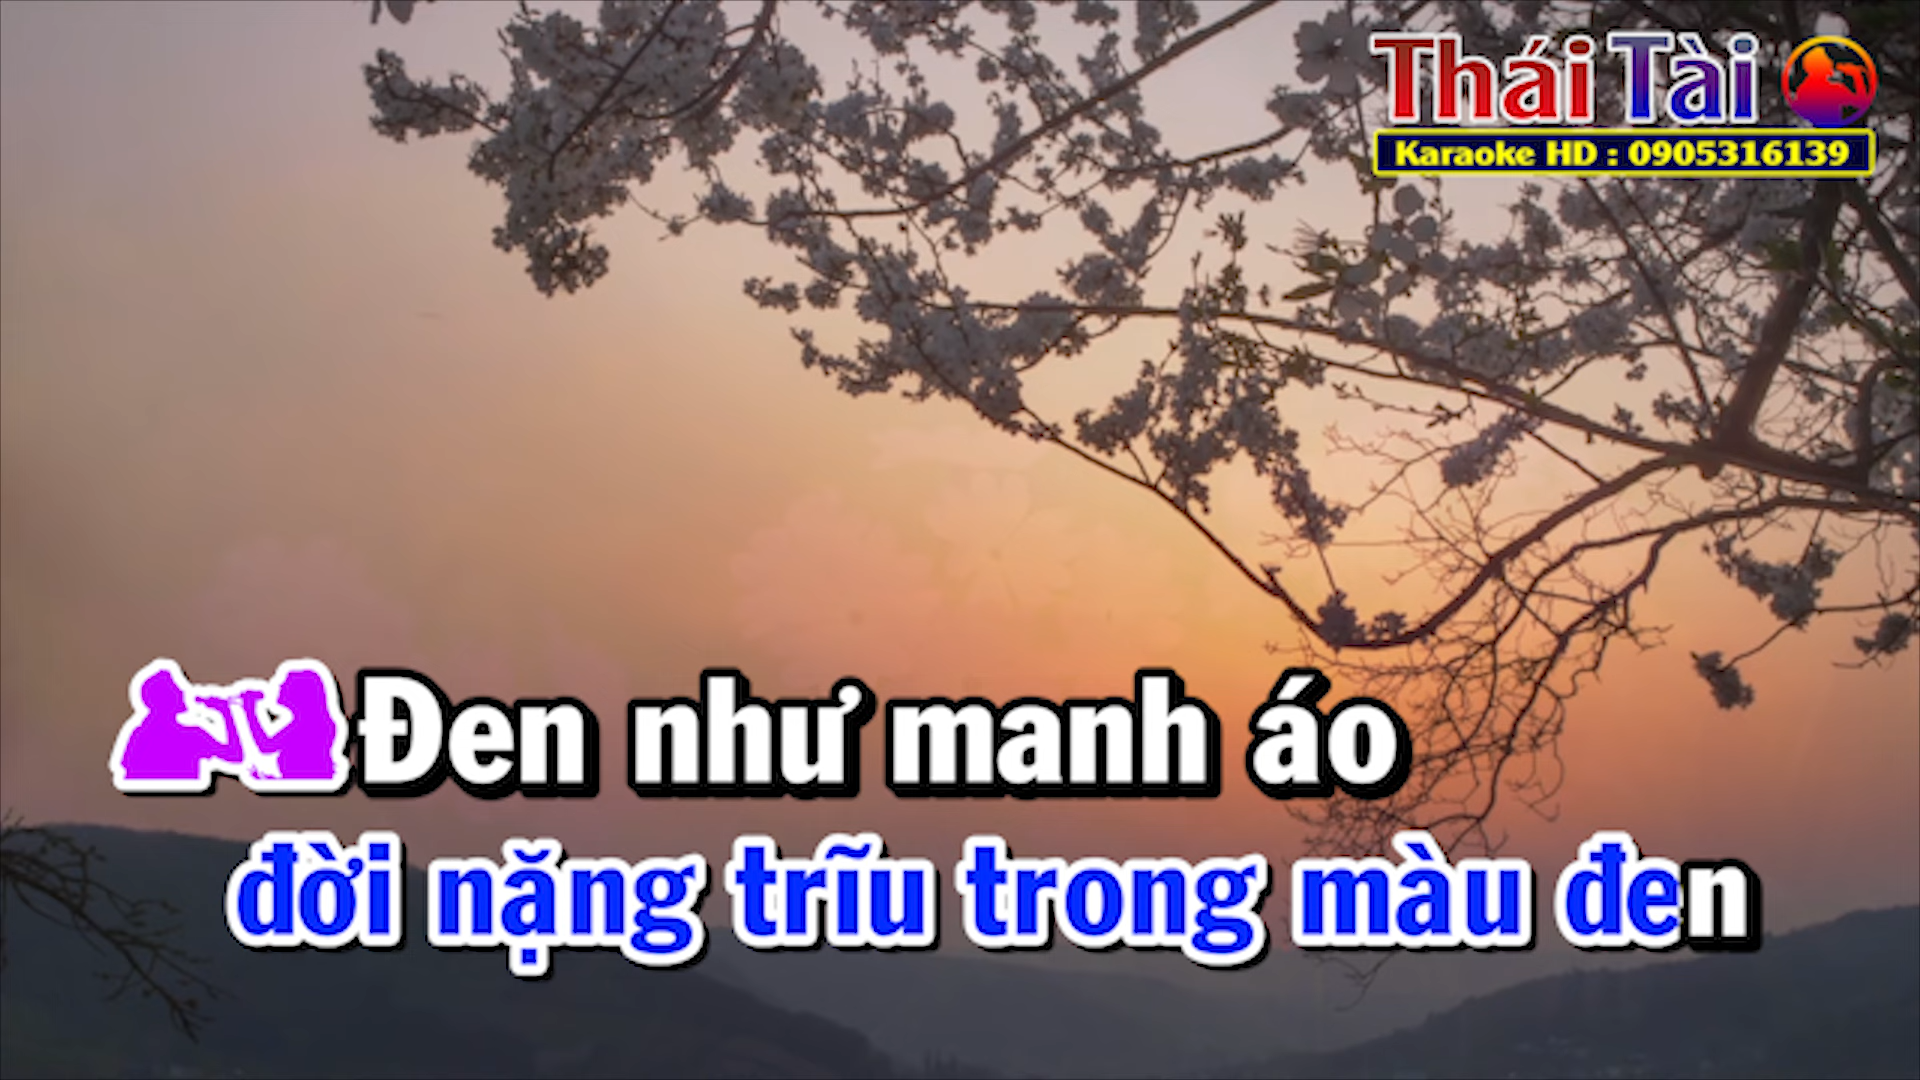 Thái Tài
Karaoke HD : 0905316139
Đen như manh áo
đời nặng trĩu trong màu đen